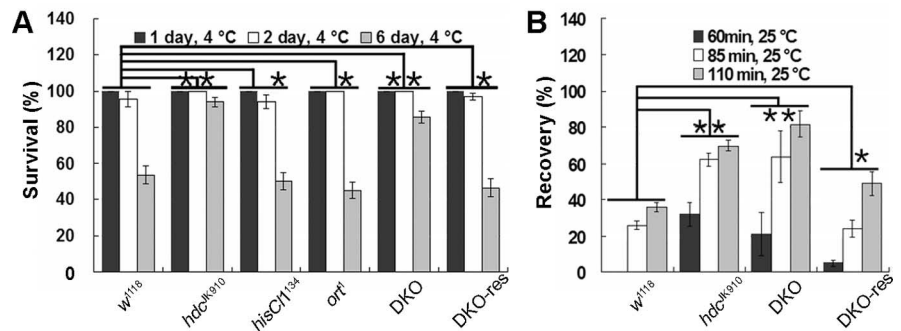 A
B
140
120
100
80
60
40
20
0
Survival (%)
1 day, 4 °C 2 day, 4 °C 6 day, 4 °C
** * * ** *
w1118 hdcJK910 hisCl1134 ort1 DKO DKO-res
140
120
100
80
60
40
20
0
Recovery (%)
60min, 25 °C
85 min, 25 °C
110 min, 25 °C
** ** *
w1118 hdcJK910 DKO DKO-res